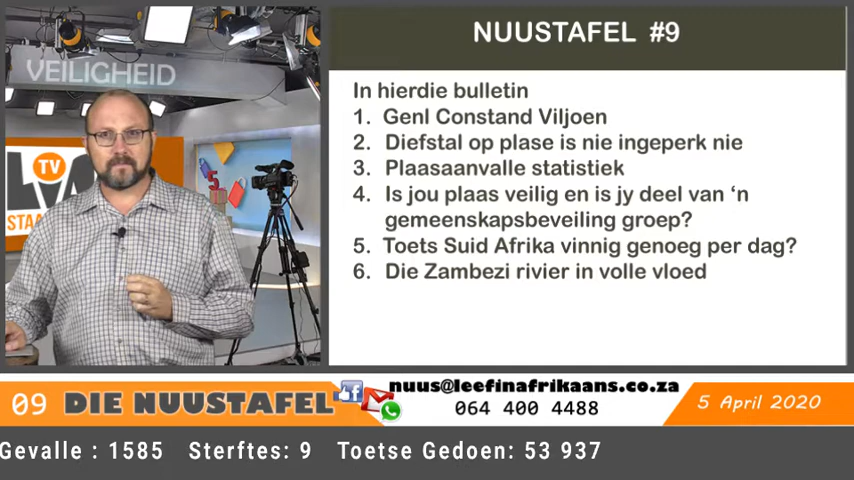 NUUSTAFEL #9
VEILIGHEID
TV
STAA
In hierdie bulletin
1. Genl Constand Viljoen
2. Diefstal op plase is nie ingeperk nie
3. Plaasaanvalle statistiek
4. Is jou plaas veilig en is jy deel van ‘n
gemeenskapsbeveiling groep?
5. Toets Suid Afrika vinnig genoeg per dag?
6. Die Zambezi rivier in volle vloed
09 DIE NUUSTAFEL
nuus@leefinafrikaans.co.za
064 400 4488
5 April 2020
Gevalle : 1585 Sterftes: 9 Toetse Gedoen: 53 937